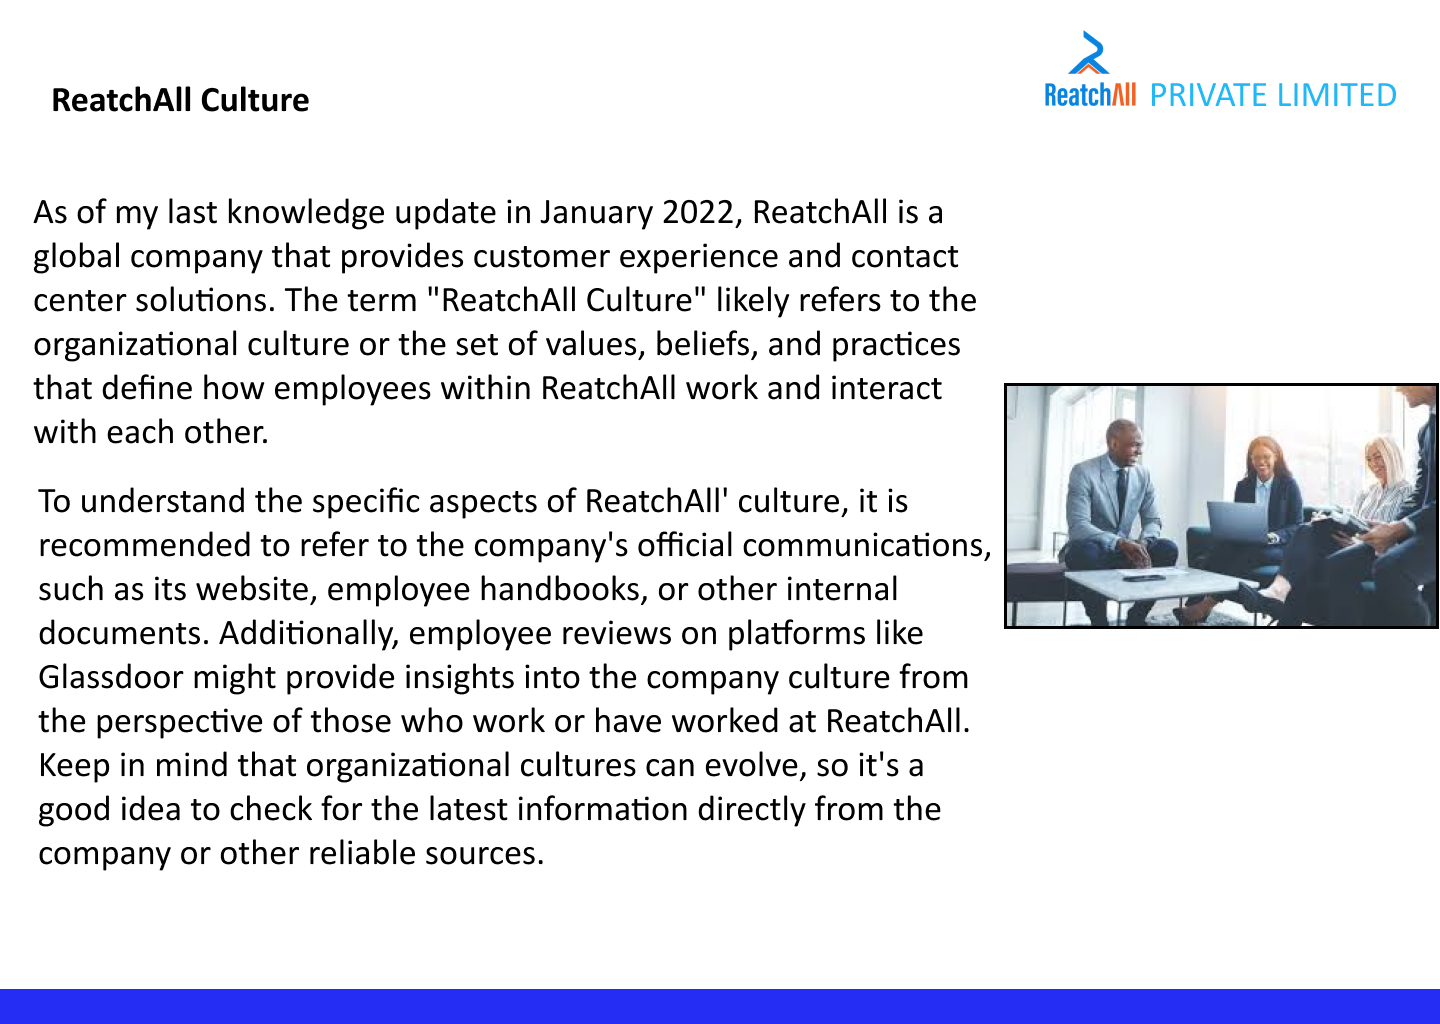 ReatchAll PRIVATE LIMITED
ReatchAll Culture
As of my last knowledge update in January 2022, ReatchAll is a
global company that provides customer experience and contact
center solutions. The term "ReatchAll Culture" likely refers to the
organizational culture or the set of values, beliefs, and practices
that define how employees within ReatchAll work and interact
with each other.
To understand the specific aspects of ReatchAll' culture, it is
recommended to refer to the company's official communications,
such as its website, employee handbooks, or other internal
documents. Additionally, employee reviews on platforms like
Glassdoor might provide insights into the company culture from
the perspective of those who work or have worked at ReatchAll.
Keep in mind that organizational cultures can evolve, so it's a
good idea to check for the latest information directly from the
company or other reliable sources.